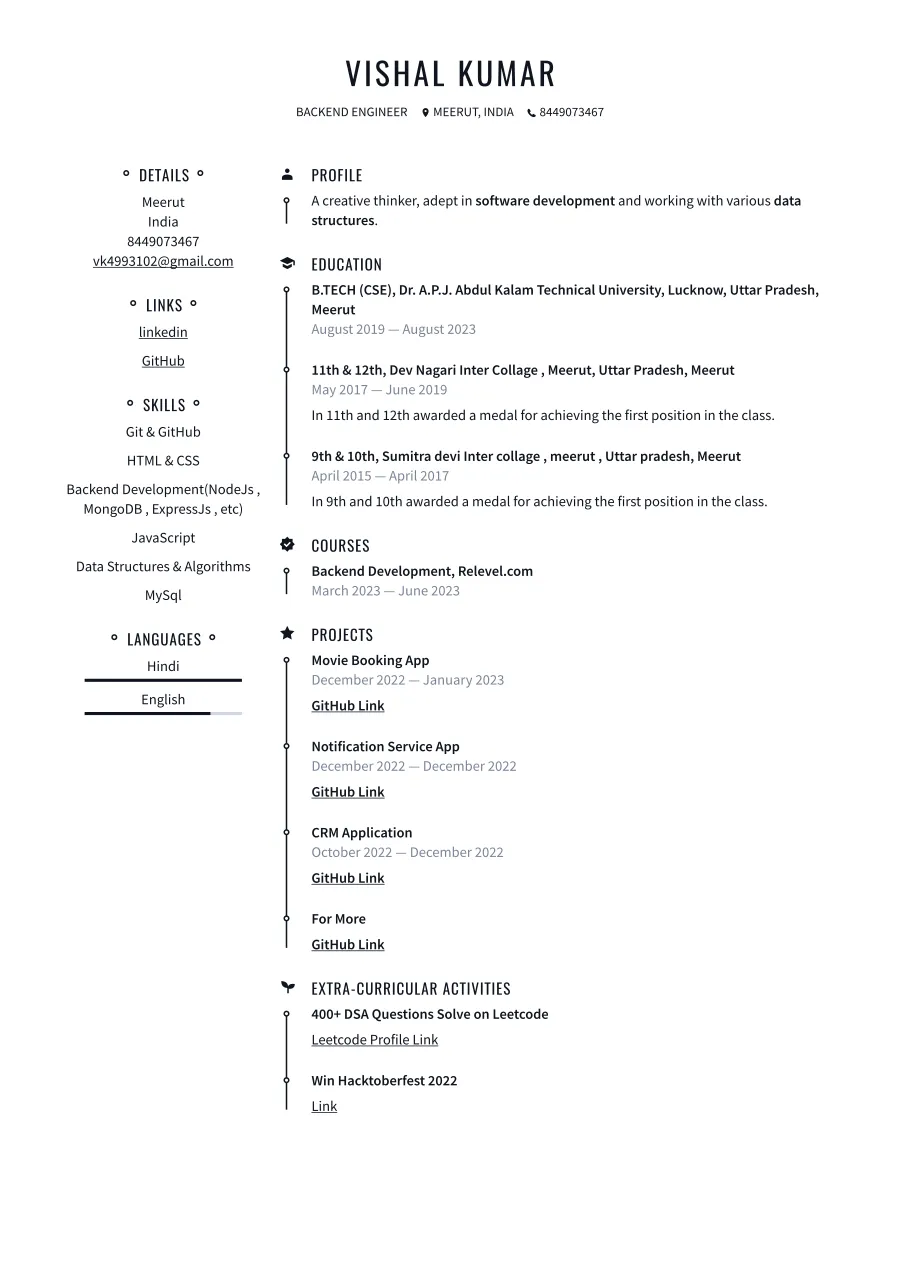 VISHAL KUMAR
BACKEND ENGINEER MEERUT, INDIA 8449073467
DETAILS
Meerut
India
8449073467
vk4993102@gmail.com
LINKS
linkedin
GitHub
SKILLS
Git & GitHub
HTML & CSS
Backend Development(NodeJs ,
MongoDB , ExpressJs , etc)
JavaScript
Data Structures & Algorithms
MySql
LANGUAGES
Hindi
English
PROFILE
A creative thinker, adept in software development and working with various data
structures.
EDUCATION
B.TECH (CSE), Dr. A.P.J. Abdul Kalam Technical University, Lucknow, Uttar Pradesh,
Meerut
August 2019 — August 2023
11th & 12th, Dev Nagari Inter Collage , Meerut, Uttar Pradesh, Meerut
May 2017 — June 2019
In 11th and 12th awarded a medal for achieving the first position in the class.
9th & 10th, Sumitra devi Inter collage , meerut , Uttar pradesh, Meerut
April 2015 — April 2017
In 9th and 10th awarded a medal for achieving the first position in the class.
COURSES
Backend Development, Relevel.com
March 2023 — June 2023
PROJECTS
Movie Booking App
December 2022 — January 2023
GitHub Link
Notification Service App
December 2022 — December 2022
GitHub Link
CRM Application
October 2022 — December 2022
GitHub Link
For More
GitHub Link
EXTRA-CURRICULAR ACTIVITIES
400+ DSA Questions Solve on Leetcode
Leetcode Profile Link
Win Hacktoberfest 2022
Link